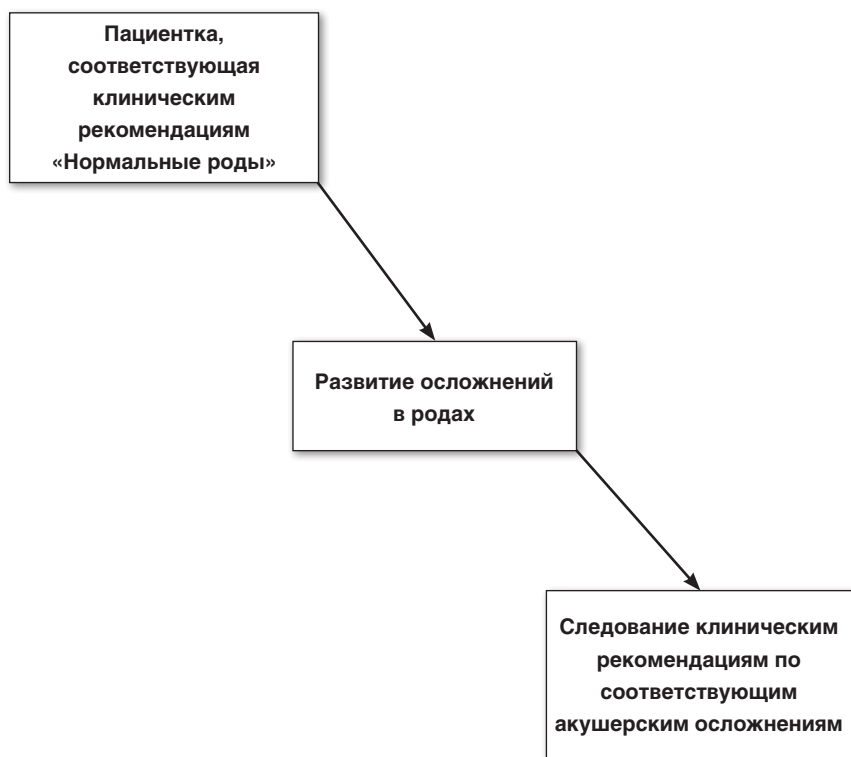 Пациентка,
соответствующая
клиническим
рекомендациям
«Нормальные роды»
Развитие осложнений
в родах
Следование клиническим
рекомендациям по
соответствующим
акушерским осложнениям